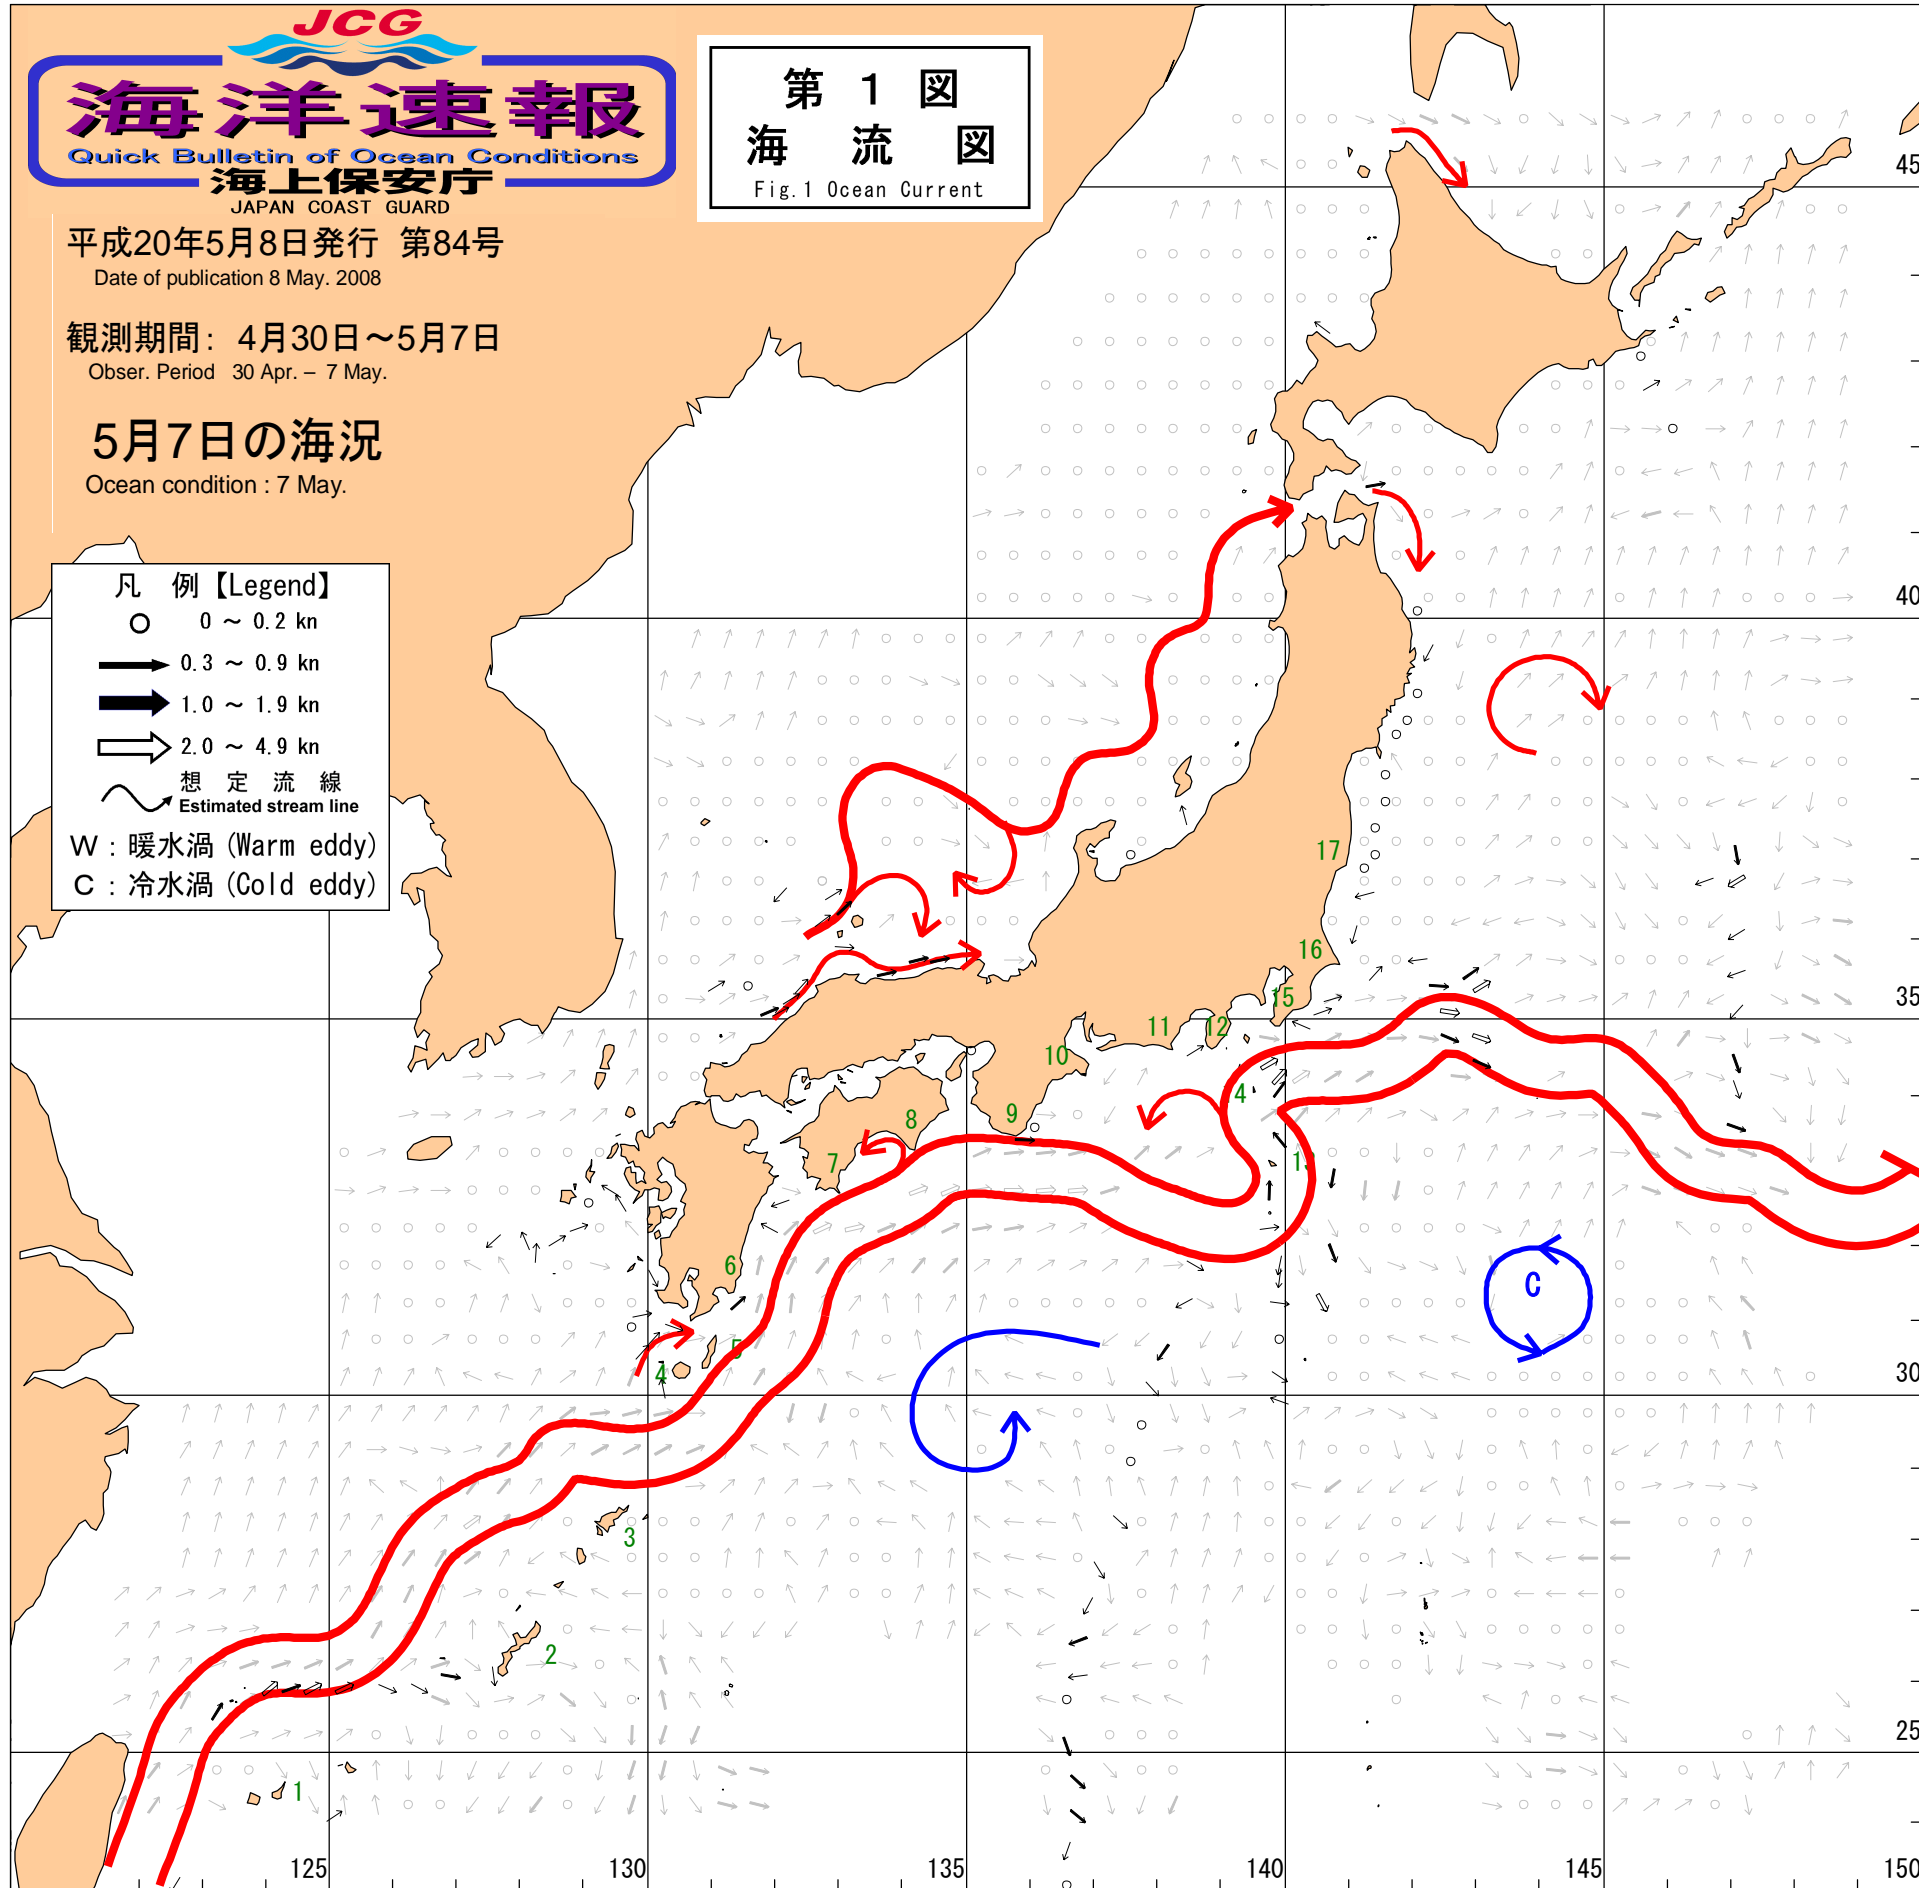 JCG
海洋速報
Quick Bulletin of Ocean Conditions
海上保安庁
JAPAN COAST GUARD
平成20年5月8日発行 第84号
Date of publication 8 May. 2008
観測期間: 4月30日～5月7日
Obser. Period 30 Apr. – 7 May.
5月7日の海況
Ocean condition : 7 May.
第 1 図
海 流 図
Fig.1 Ocean Current
凡 例【Legend】
0 ～ 0.2 kn
0.3 ～ 0.9 kn
1.0 ～ 1.9 kn
2.0 ～ 4.9 kn
想 定 流 線
Estimated stream line
W : 暖水渦 (Warm eddy)
C : 冷水渦 (Cold eddy)
45
40
35
30
25
125
130
135
140
145
150
17
16
15
12
11
10
9
8
7
6
5
4
3
2
1
4
13
C